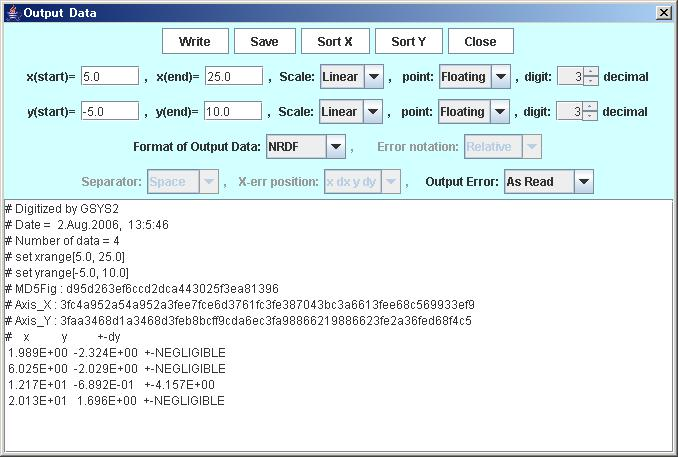 Output Data
Write Save Sort X Sort Y Close
x(start)= 5.0 , x(end)= 25.0 , Scale: Linear , point: Floating , digit: 3 decimal
y(start)= -5.0 , y(end)= 10.0 , Scale: Linear , point: Floating , digit: 3 decimal
Format of Output Data: NRDF , Error notation: Relative
Separator: Space , X-err position: x dx y dy , Output Error: As Read
# Digitized by GSYS2
# Date = 2.Aug.2006, 13:5:46
# Number of data = 4
# set xrange[5.0, 25.0]
# set yrange[-5.0, 10.0]
# MD5Fig : d95d263ef6ccd2dca443025f3ea81396
# Axis_X : 3fc4a952a54a952a3fee7fce6d3761fc3fe387043bc3a6613fee68c569933ef9
# Axis_Y : 3faa3468d1a3468d3feb8bcff9cda6ec3fa98866219886623fe2a36fed68f4c5
# x y +-dy
1.989E+00 -2.324E+00 +-NEGLIGIBLE
6.025E+00 -2.029E+00 +-NEGLIGIBLE
1.217E+01 -6.892E-01 +-4.157E+00
2.013E+01 1.696E+00 +-NEGLIGIBLE